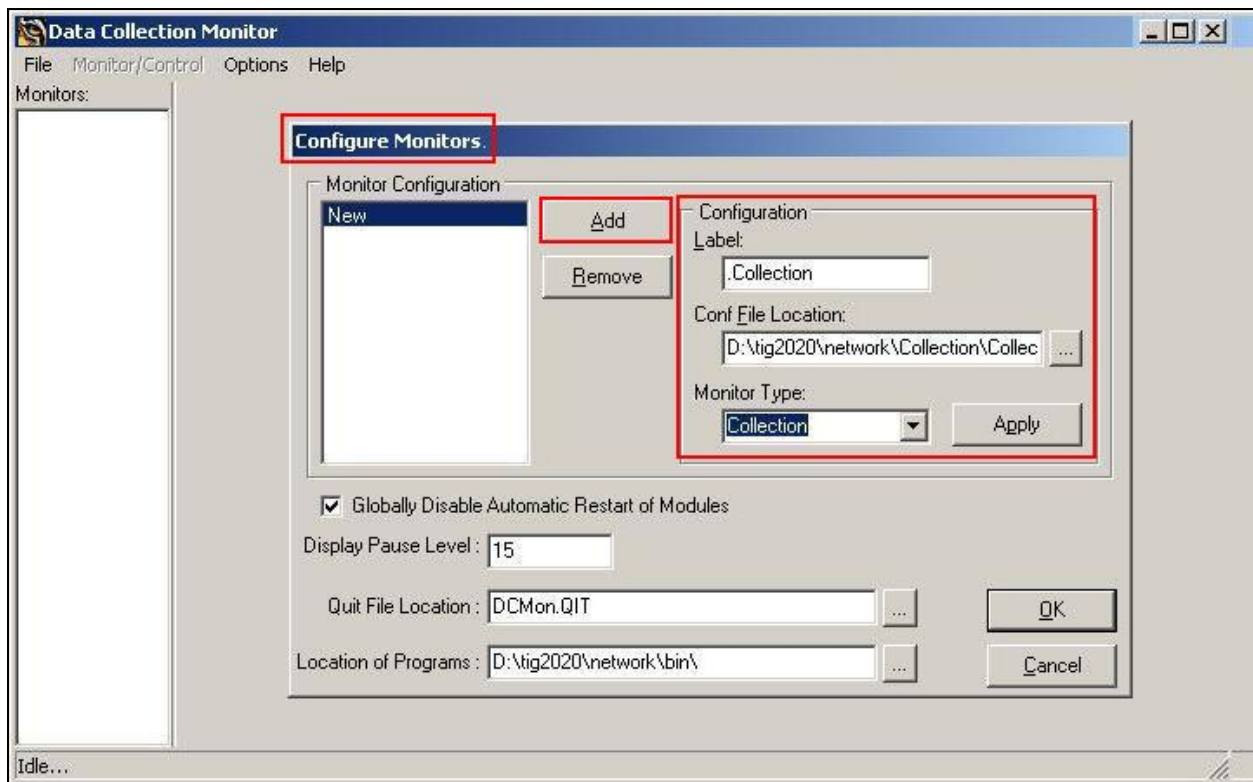 Data Collection Monitor
File Monitor/Control Options Help
Monitors:
Configure Monitors.
Monitor Configuration
New
Add
Remove
Configuration
Label:
.Collection
Conf File Location:
D:\tig2020\network\Collection\Collec ...
Monitor Type:
Collection
Apply
Globally Disable Automatic Restart of Modules
Display Pause Level : 15
Quit File Location : DCMon.QIT ...
OK
Location of Programs : D:\tig2020\network\bin\ ...
Cancel
Idle...